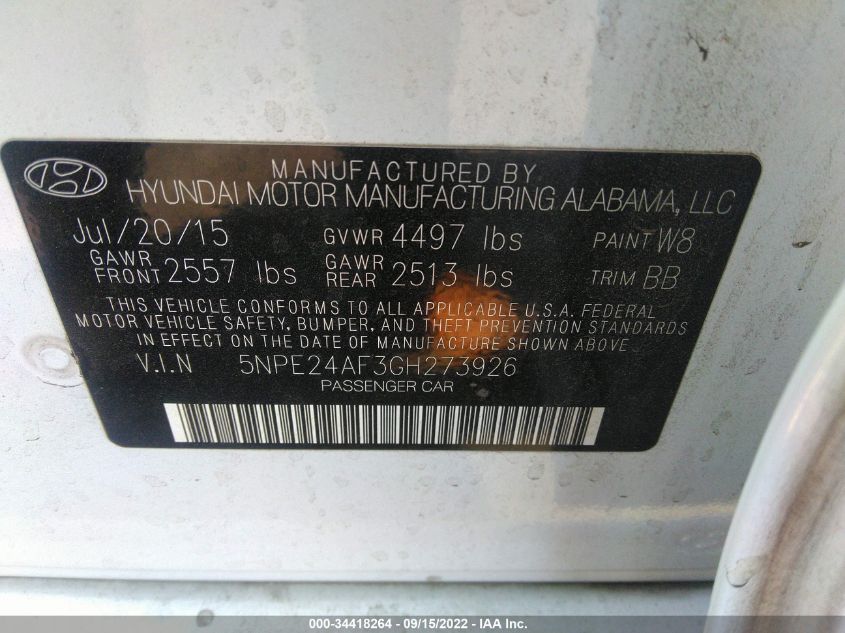 MANUFACTURED BY
HYUNDAI MOTOR MANUFACTURING ALABAMA, LLC
Jul/20/15 GVWR 4497 lbs PAINT W8
GAWR FRONT 2557 lbs GAWR REAR 2513 lbs TRIM BB
THIS VEHICLE CONFORMS TO ALL APPLICABLE U.S.A. FEDERAL
MOTOR VEHICLE SAFETY, BUMPER, AND THEFT PREVENTION STANDARDS
IN EFFECT ON THE DATE OF MANUFACTURE SHOWN ABOVE.
V.I.N 5NPE24AF3GH273926
PASSENGER CAR
000-34418264 - 09/15/2022 - IAA Inc.